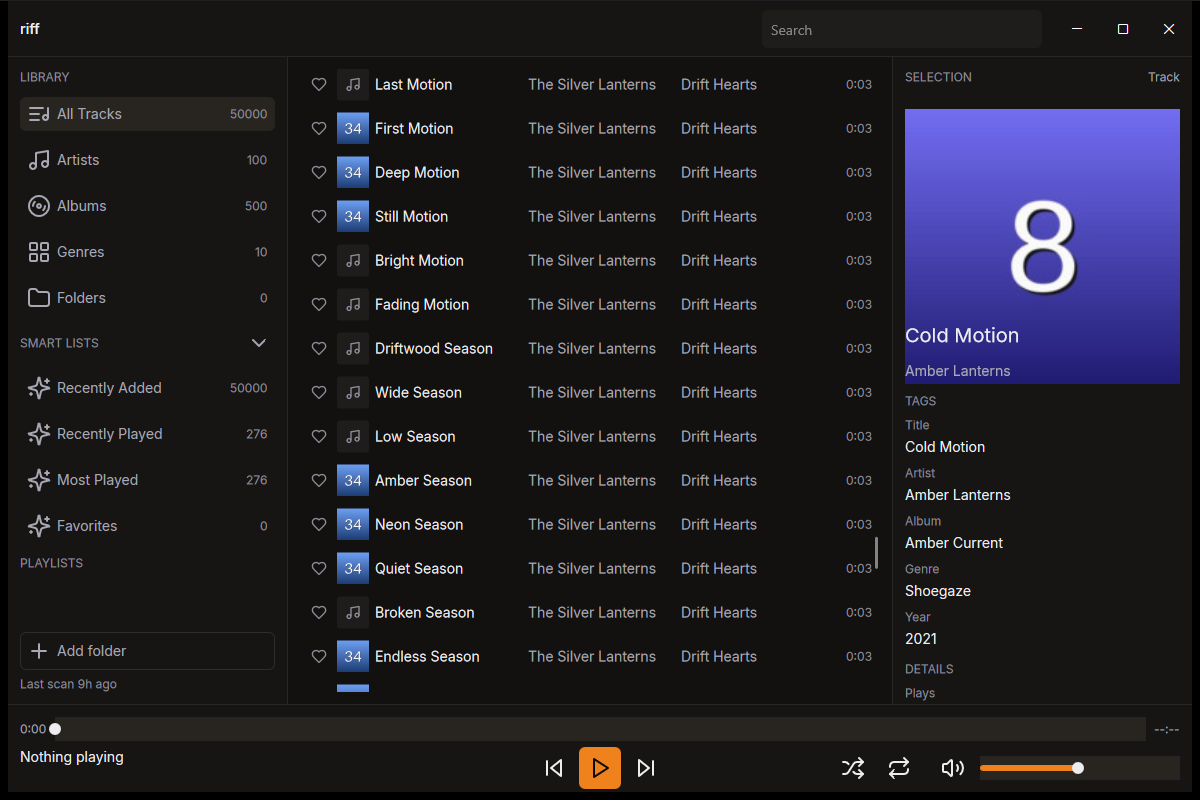 riff
Search
LIBRARY
All Tracks 50000
Artists 100
Albums 500
Genres 10
Folders 0
SMART LISTS
Recently Added 50000
Recently Played 276
Most Played 276
Favorites 0
PLAYLISTS
Add folder
Last scan 9h ago
Last Motion The Silver Lanterns Drift Hearts 0:03
34 First Motion The Silver Lanterns Drift Hearts 0:03
34 Deep Motion The Silver Lanterns Drift Hearts 0:03
34 Still Motion The Silver Lanterns Drift Hearts 0:03
Bright Motion The Silver Lanterns Drift Hearts 0:03
Fading Motion The Silver Lanterns Drift Hearts 0:03
Driftwood Season The Silver Lanterns Drift Hearts 0:03
Wide Season The Silver Lanterns Drift Hearts 0:03
Low Season The Silver Lanterns Drift Hearts 0:03
34 Amber Season The Silver Lanterns Drift Hearts 0:03
34 Neon Season The Silver Lanterns Drift Hearts 0:03
34 Quiet Season The Silver Lanterns Drift Hearts 0:03
Broken Season The Silver Lanterns Drift Hearts 0:03
34 Endless Season The Silver Lanterns Drift Hearts 0:03
SELECTION Track
8
Cold Motion
Amber Lanterns
TAGS
Title
Cold Motion
Artist
Amber Lanterns
Album
Amber Current
Genre
Shoegaze
Year
2021
DETAILS
Plays
0:00 --:--
Nothing playing